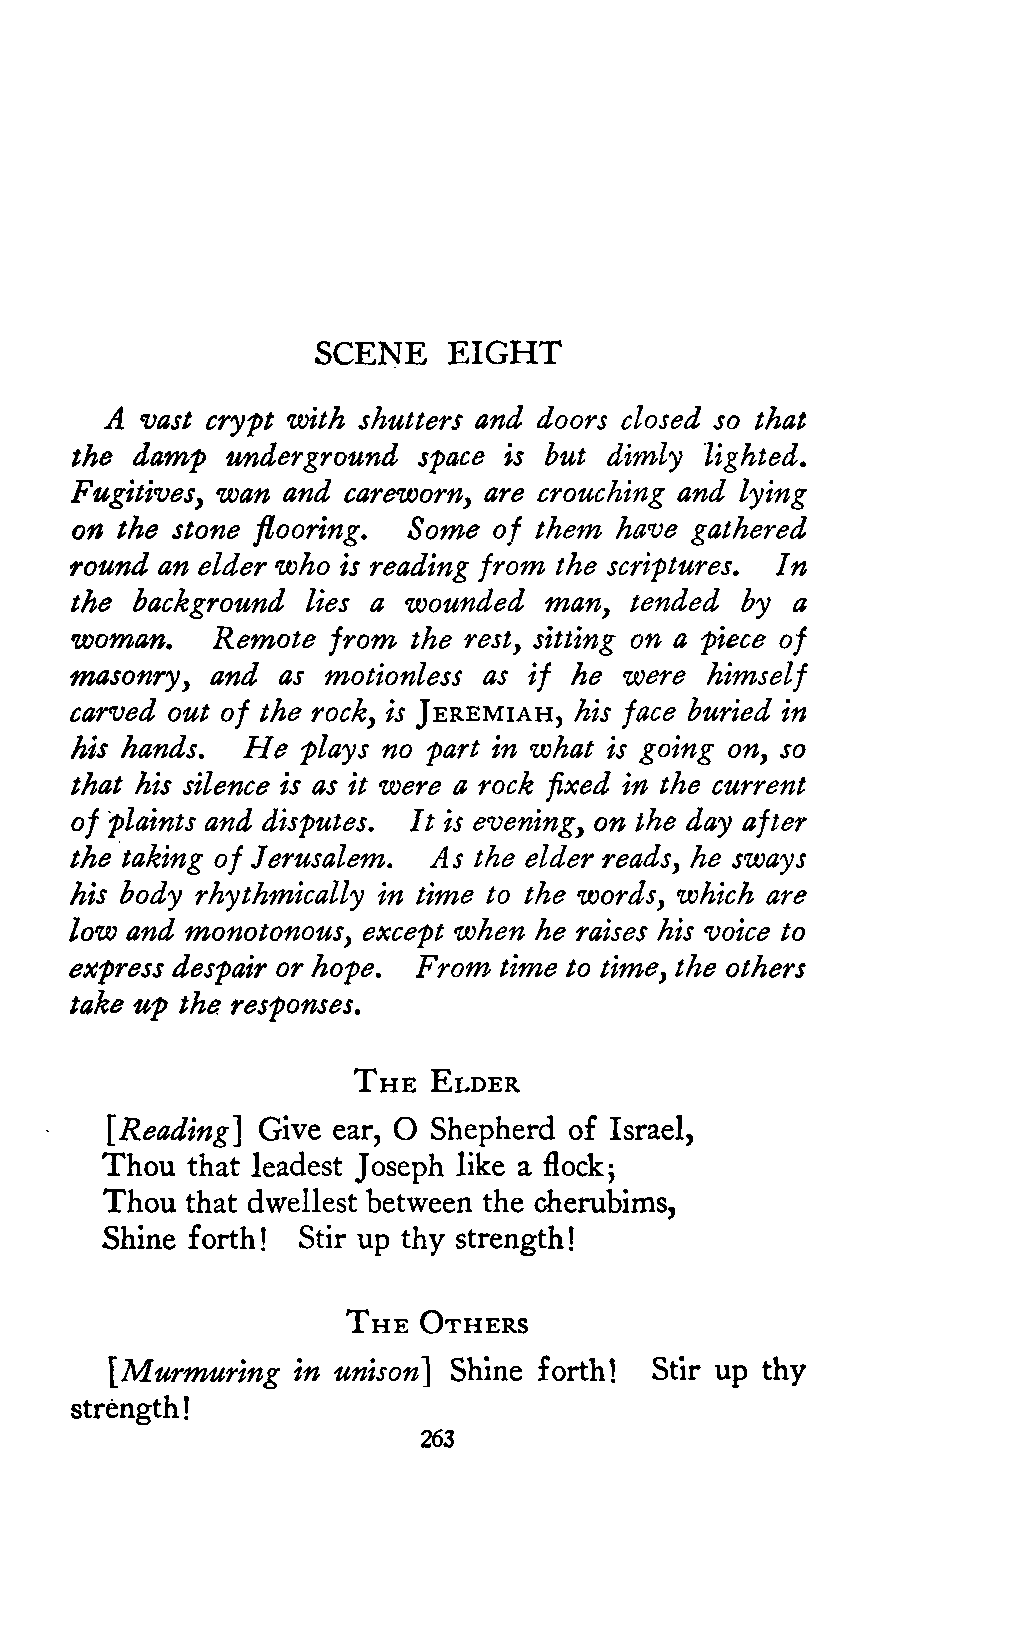 SCENE EIGHT
A vast crypt with shutters and doors closed so that
the damp underground space is but dimly lighted.
Fugitives, wan and careworn, are crouching and lying
on the stone flooring. Some of them have gathered
round an elder who is reading from the scriptures. In
the background lies a wounded man, tended by a
woman. Remote from the rest, sitting on a piece of
masonry, and as motionless as if he were himself
carved out of the rock, is JEREMIAH, his face buried in
his hands. He plays no part in what is going on, so
that his silence is as it were a rock fixed in the current
of plaints and disputes. It is evening, on the day after
the taking of Jerusalem. As the elder reads, he sways
his body rhythmically in time to the words, which are
low and monotonous, except when he raises his voice to
express despair or hope. From time to time, the others
take up the responses.
THE ELDER
[Reading] Give ear, O Shepherd of Israel,
Thou that leadest Joseph like a flock;
Thou that dwellest between the cherubims,
Shine forth! Stir up thy strength!
THE OTHERS
[Murmuring in unison] Shine forth! Stir up thy
strength!
263